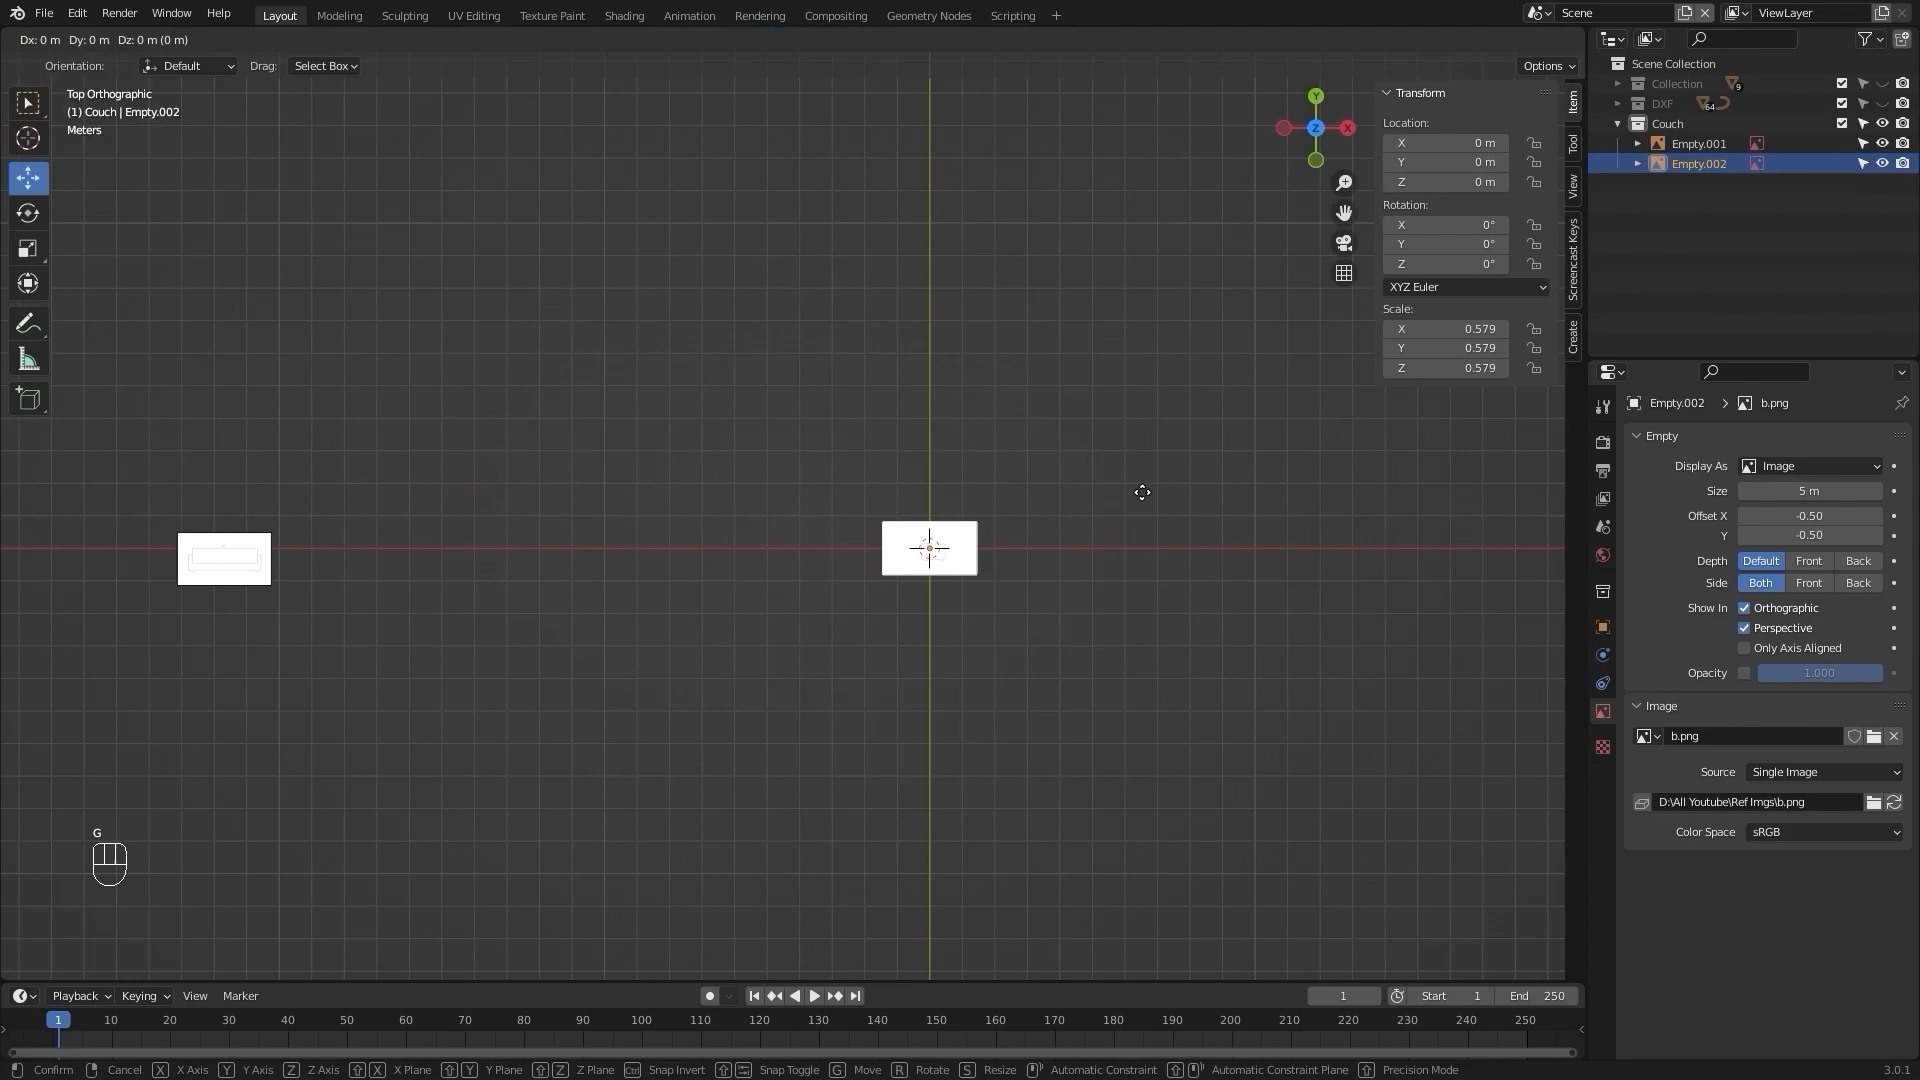 File Edit Render Window Help Layout Modeling Sculpting UV Editing Texture Paint Shading Animation Rendering Compositing Geometry Nodes Scripting + Scene ViewLayer
Dx: 0 m Dy: 0 m Dz: 0 m (0 m)
Orientation: Default Drag: Select Box Options
Top Orthographic
(1) Couch | Empty.002
Meters
Y
Z
X
Transform
Location:
X 0 m
Y 0 m
Z 0 m
Rotation:
X 0°
Y 0°
Z 0°
XYZ Euler
Scale:
X 0.579
Y 0.579
Z 0.579
Item
Tool
View
Screencast Keys
Create
Scene Collection
Collection 9
DXF 64
Couch
Empty.001
Empty.002
Empty.002 > b.png
Empty
Display As Image
Size 5 m
Offset X -0.50
Y -0.50
Depth Default Front Back
Side Both Front Back
Show In Orthographic
Perspective
Only Axis Aligned
Opacity 1.000
Image
b.png
Source Single Image
D:\All Youtube\Ref Imgs\b.png
Color Space sRGB
G
Playback Keying View Marker 1 Start 1 End 250
1 10 20 30 40 50 60 70 80 90 100 110 120 130 140 150 160 170 180 190 200 210 220 230 240 250
Confirm Cancel X X Axis Y Y Axis Z Z Axis X X Plane Y Y Plane Z Z Plane Ctrl Snap Invert Snap Toggle G Move R Rotate S Resize Automatic Constraint Automatic Constraint Plane Precision Mode 3.0.1